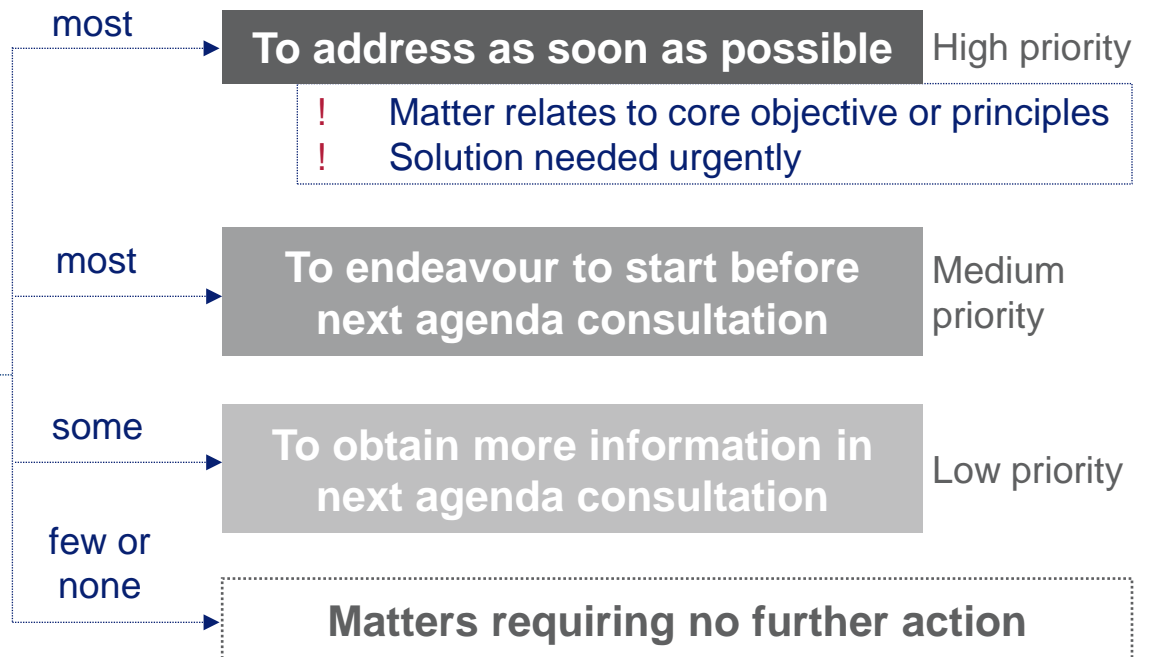 most
To address as soon as possible
High priority
! Matter relates to core objective or principles
! Solution needed urgently
most
To endeavour to start before
next agenda consultation
Medium
priority
some
To obtain more information in
next agenda consultation
Low priority
few or
none
Matters requiring no further action